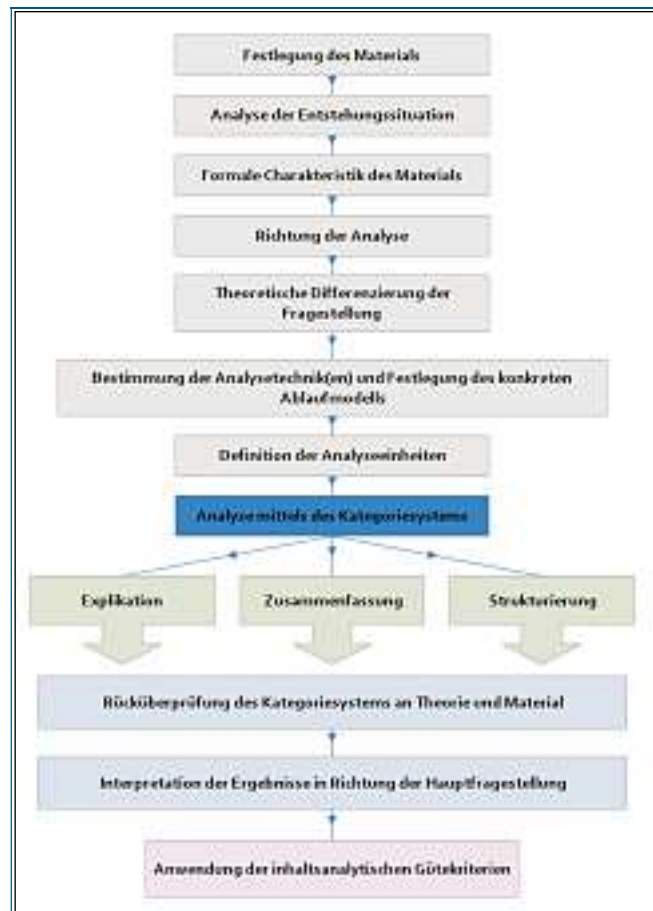 Festlegung des Materials
Analyse der Entstehungssituation
Formale Charakteristik des Materials
Richtung der Analyse
Theoretische Differenzierung der
Fragestellung
Bestimmung der Analysetechnik(en) und Festlegung des konkreten
Ablaufmodells
Definition der Analyseeinheiten
Analyse mittels des Kategoriesystems
Explikation
Zusammenfassung
Strukturierung
Rücküberprüfung des Kategoriesystems an Theorie und Material
Interpretation der Ergebnisse in Richtung der Hauptfragestellung
Anwendung der inhaltsanalytischen Gütekriterien